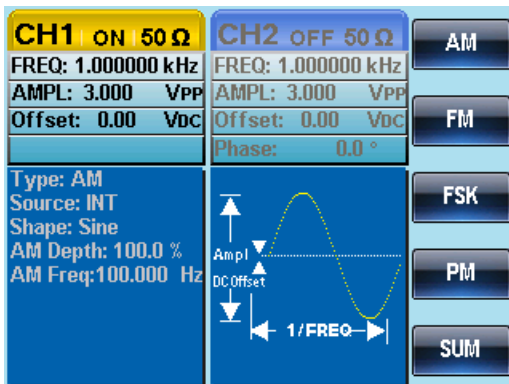 CH1 ON 50 Ω
FREQ: 1.000000 kHz
AMPL: 3.000 VPP
Offset: 0.00 VDC
CH2 OFF 50 Ω
FREQ: 1.000000 kHz
AMPL: 3.000 VPP
Offset: 0.00 VDC
Phase: 0.0 °
Type: AM
Source: INT
Shape: Sine
AM Depth: 100.0 %
AM Freq:100.000 Hz
Ampl
DC Offset
1/FREQ
AM
FM
FSK
PM
SUM